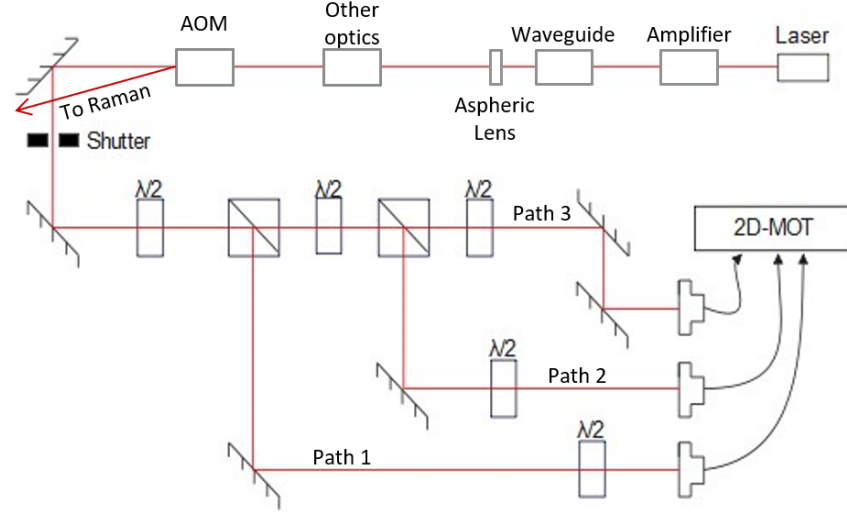 AOM
Other
optics
Waveguide
Amplifier
Laser
Aspheric
Lens
To Raman
Shutter
λ/2
λ/2
λ/2
Path 3
2D-MOT
λ/2
Path 2
λ/2
Path 1